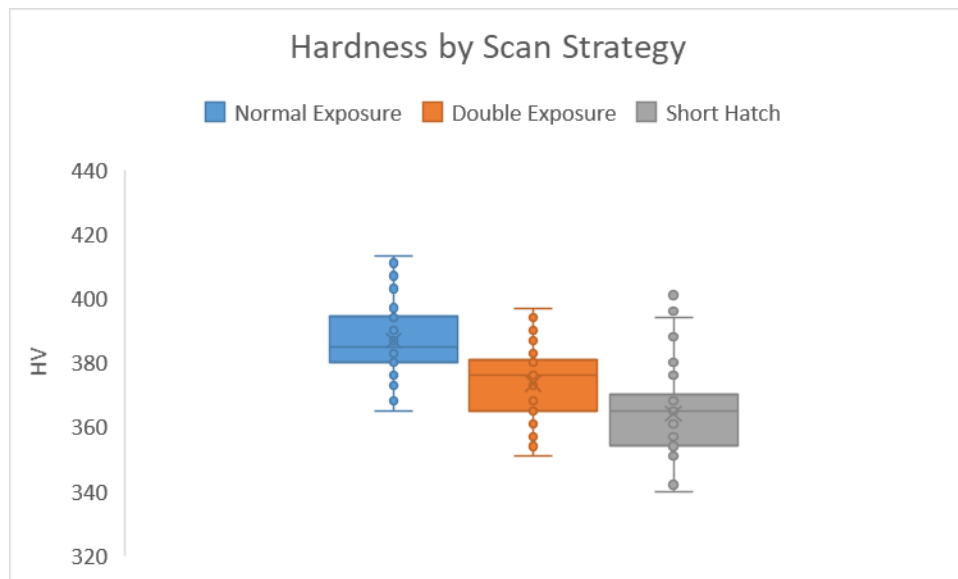 Hardness by Scan Strategy
Normal Exposure Double Exposure Short Hatch
440
420
400
380
360
340
320
HV